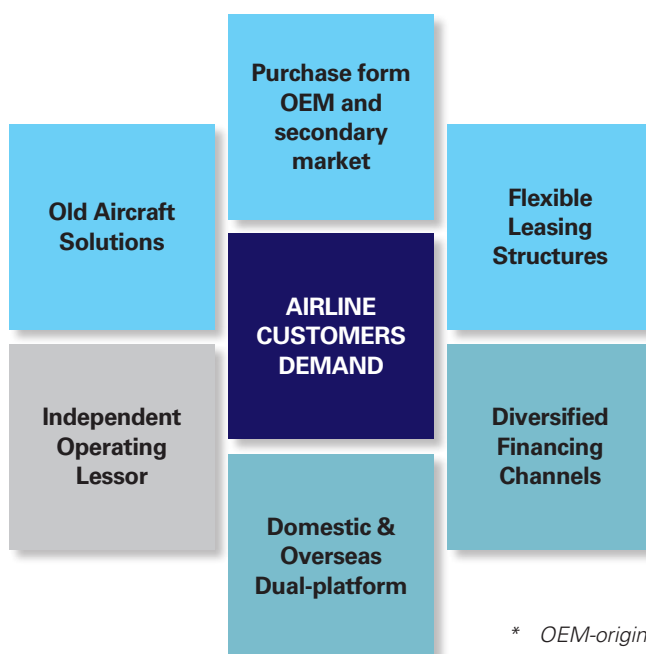 Purchase form
OEM and
secondary
market
Old Aircraft
Solutions
Flexible
Leasing
Structures
AIRLINE
CUSTOMERS
DEMAND
Independent
Operating
Lessor
Diversified
Financing
Channels
Domestic &
Overseas
Dual-platform
* OEM-origin